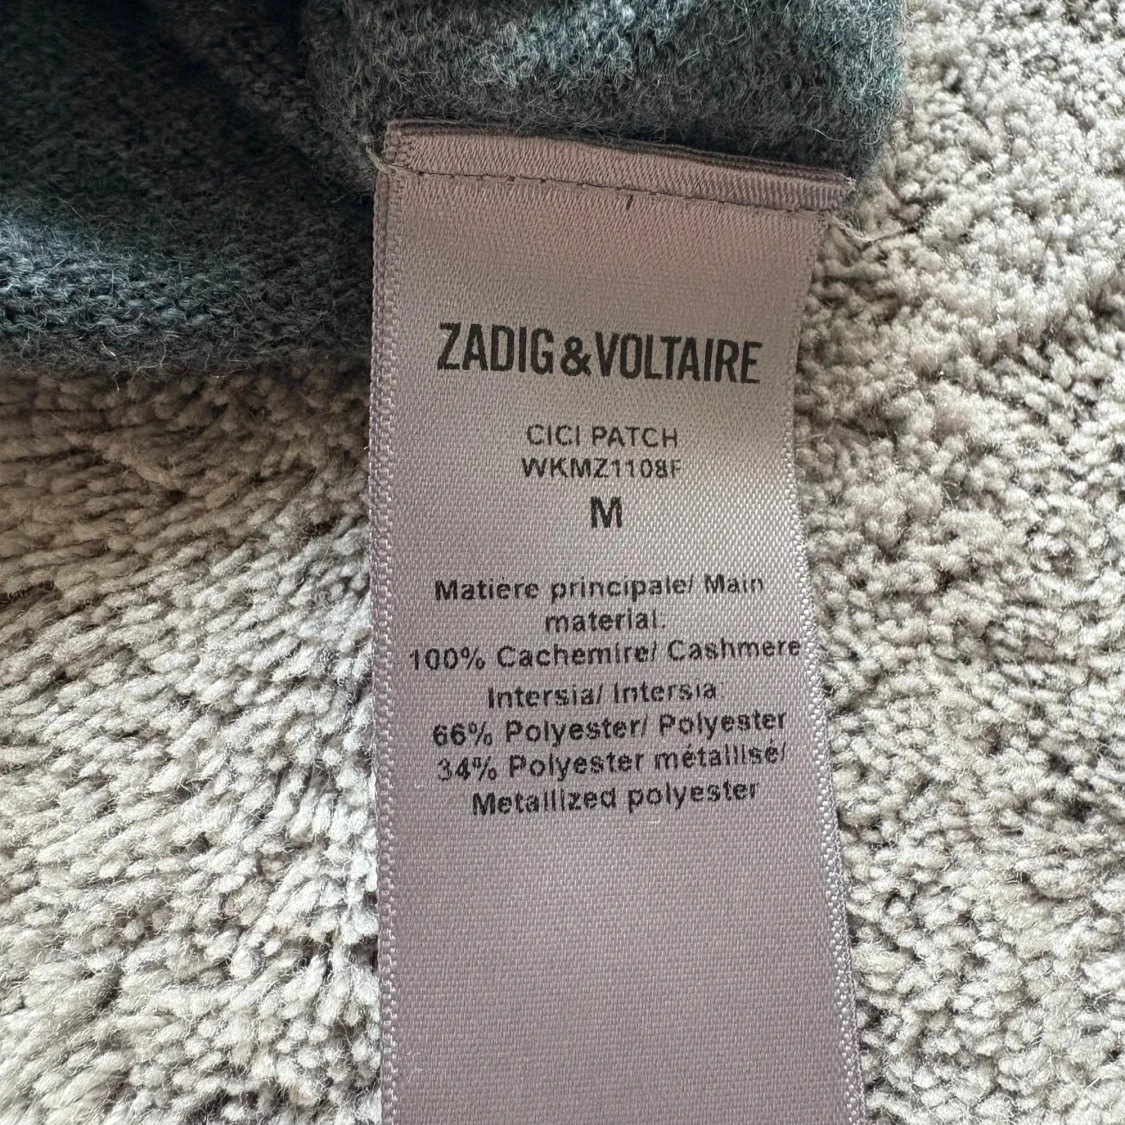 ZADIG&VOLTAIRE
CICI PATCH
WKMZ1108F
M
Matière principale/ Main
material:
100% Cachemire/ Cashmere
Intersia/ Intersia:
66% Polyester/ Polyester
34% Polyester métallisé/
Metallized polyester